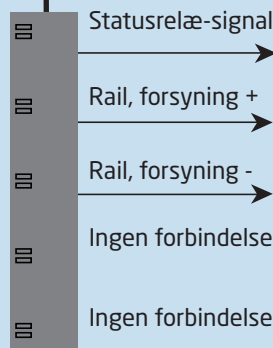 Statusrelæ-signal
Rail, forsyning +
Rail, forsyning -
Ingen forbindelse
Ingen forbindelse